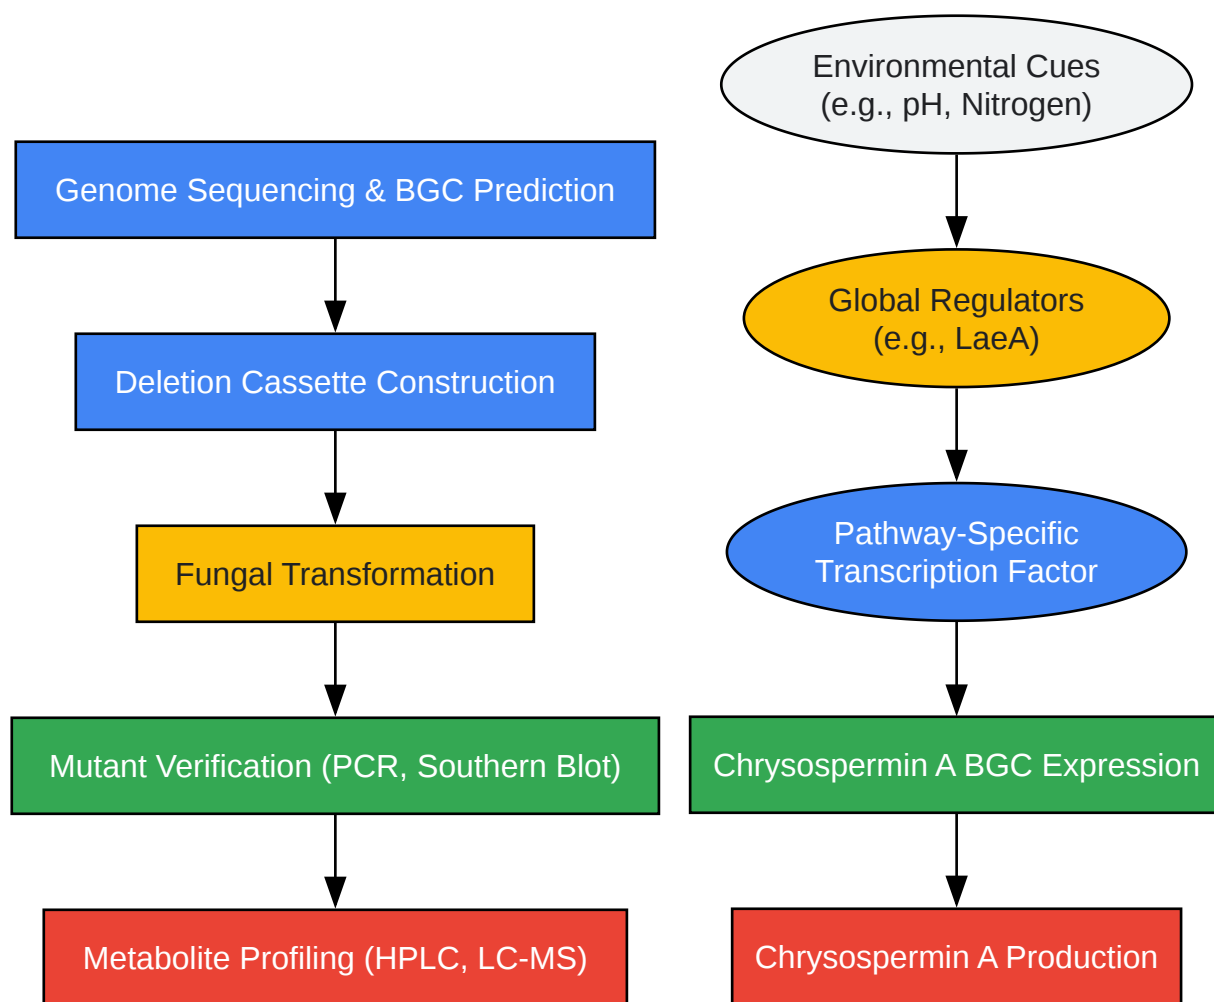 Genome Sequencing & BGC Prediction
Deletion Cassette Construction
Fungal Transformation
Mutant Verification (PCR, Southern Blot)
Metabolite Profiling (HPLC, LC-MS)
Environmental Cues
(e.g., pH, Nitrogen)
Global Regulators
(e.g., LaeA)
Pathway-Specific
Transcription Factor
Chrysospermin A BGC Expression
Chrysospermin A Production